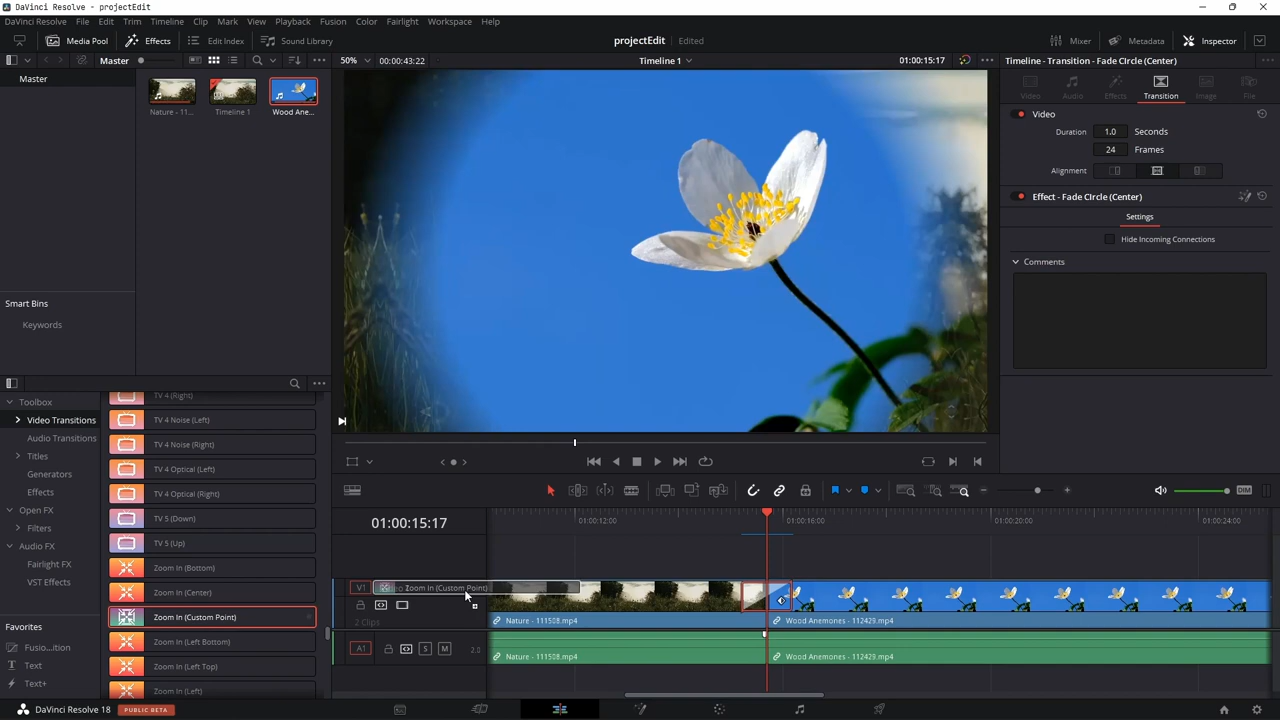 DaVinci Resolve - projectEdit
DaVinci Resolve File Edit Trim Timeline Clip Mark View Playback Fusion Color Fairlight Workspace Help
Media Pool Effects Edit Index Sound Library projectEdit Edited Mixer Metadata Inspector
Master 50% 00:00:43:22 Timeline 1 01:00:15:17 Timeline - Transition - Fade CIrcle (Center)
Master
Nature - 11... Timeline 1 Wood Ane...
Video Audio Effects Transition Image File
Video
Duration 1.0 Seconds
24 Frames
Alignment
Effect - Fade CIrcle (Center)
Settings
Hide Incoming Connections
Comments
Smart Bins
Keywords
Toolbox
Video Transitions
Audio Transitions
Titles
Generators
Effects
Open FX
Filters
Audio FX
Fairlight FX
VST Effects
Favorites
Fusi...ition
Text
Text+
TV 4 (Right)
TV 4 Noise (Left)
TV 4 Noise (Right)
TV 4 Optical (Left)
TV 4 Optical (Right)
TV 5 (Down)
TV 5 (Up)
Zoom In (Bottom)
Zoom In (Center)
Zoom In (Custom Point)
Zoom In (Left Bottom)
Zoom In (Left Top)
Zoom In (Left)
DIM
01:00:15:17
01:00:12:00 01:00:16:00 01:00:20:00 01:00:24:00
V1 Zoom In (Custom Point)
2 Clips
Nature - 111508.mp4 Wood Anemones - 112429.mp4
A1 S M 2.0
Nature - 111508.mp4 Wood Anemones - 112429.mp4
DaVinci Resolve 18 PUBLIC BETA